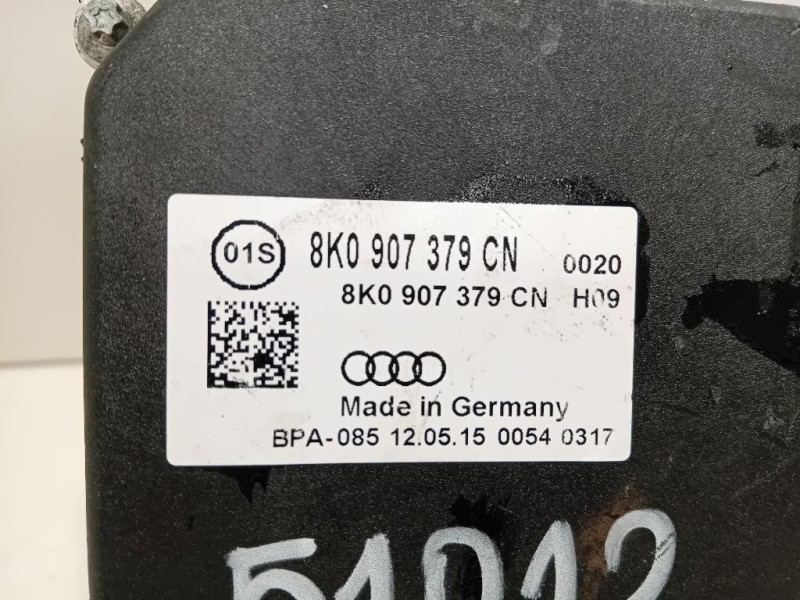 01S 8K0 907 379 CN 0020
8K0 907 379 CN H09
Made in Germany
BPA-085 12.05.15 0054 0317
51012